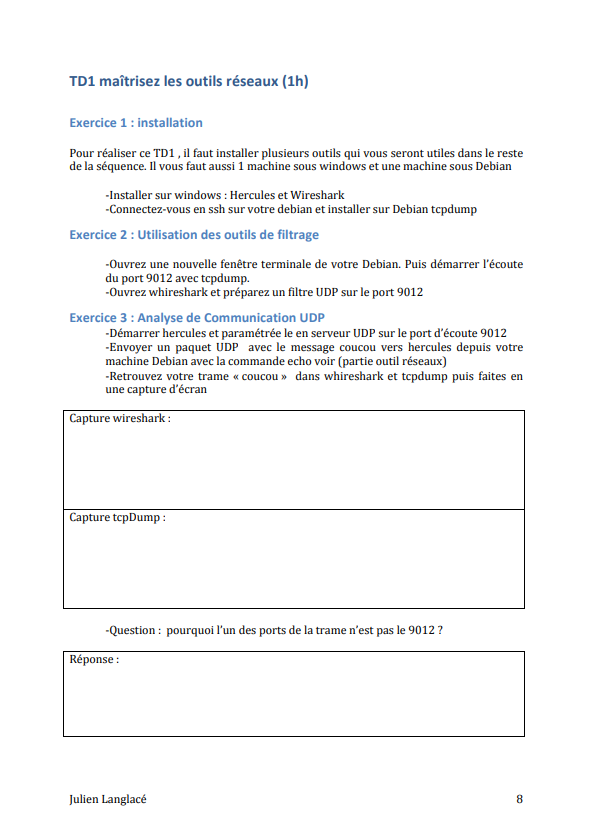 TD1 maîtrisez les outils réseaux (1h)
Exercice 1 : installation
Pour réaliser ce TD1 , il faut installer plusieurs outils qui vous seront utiles dans le reste
de la séquence. Il vous faut aussi 1 machine sous windows et une machine sous Debian
-Installer sur windows : Hercules et Wireshark
-Connectez-vous en ssh sur votre debian et installer sur Debian tcpdump
Exercice 2 : Utilisation des outils de filtrage
-Ouvrez une nouvelle fenêtre terminale de votre Debian. Puis démarrer l’écoute
du port 9012 avec tcpdump.
-Ouvrez whireshark et préparez un filtre UDP sur le port 9012
Exercice 3 : Analyse de Communication UDP
-Démarrer hercules et paramétrée le en serveur UDP sur le port d’écoute 9012
-Envoyer un paquet UDP avec le message coucou vers hercules depuis votre
machine Debian avec la commande echo voir (partie outil réseaux)
-Retrouvez votre trame « coucou » dans whireshark et tcpdump puis faites en
une capture d’écran
Capture wireshark :
Capture tcpDump :
-Question : pourquoi l’un des ports de la trame n’est pas le 9012 ?
Réponse :
Julien Langlacé 8